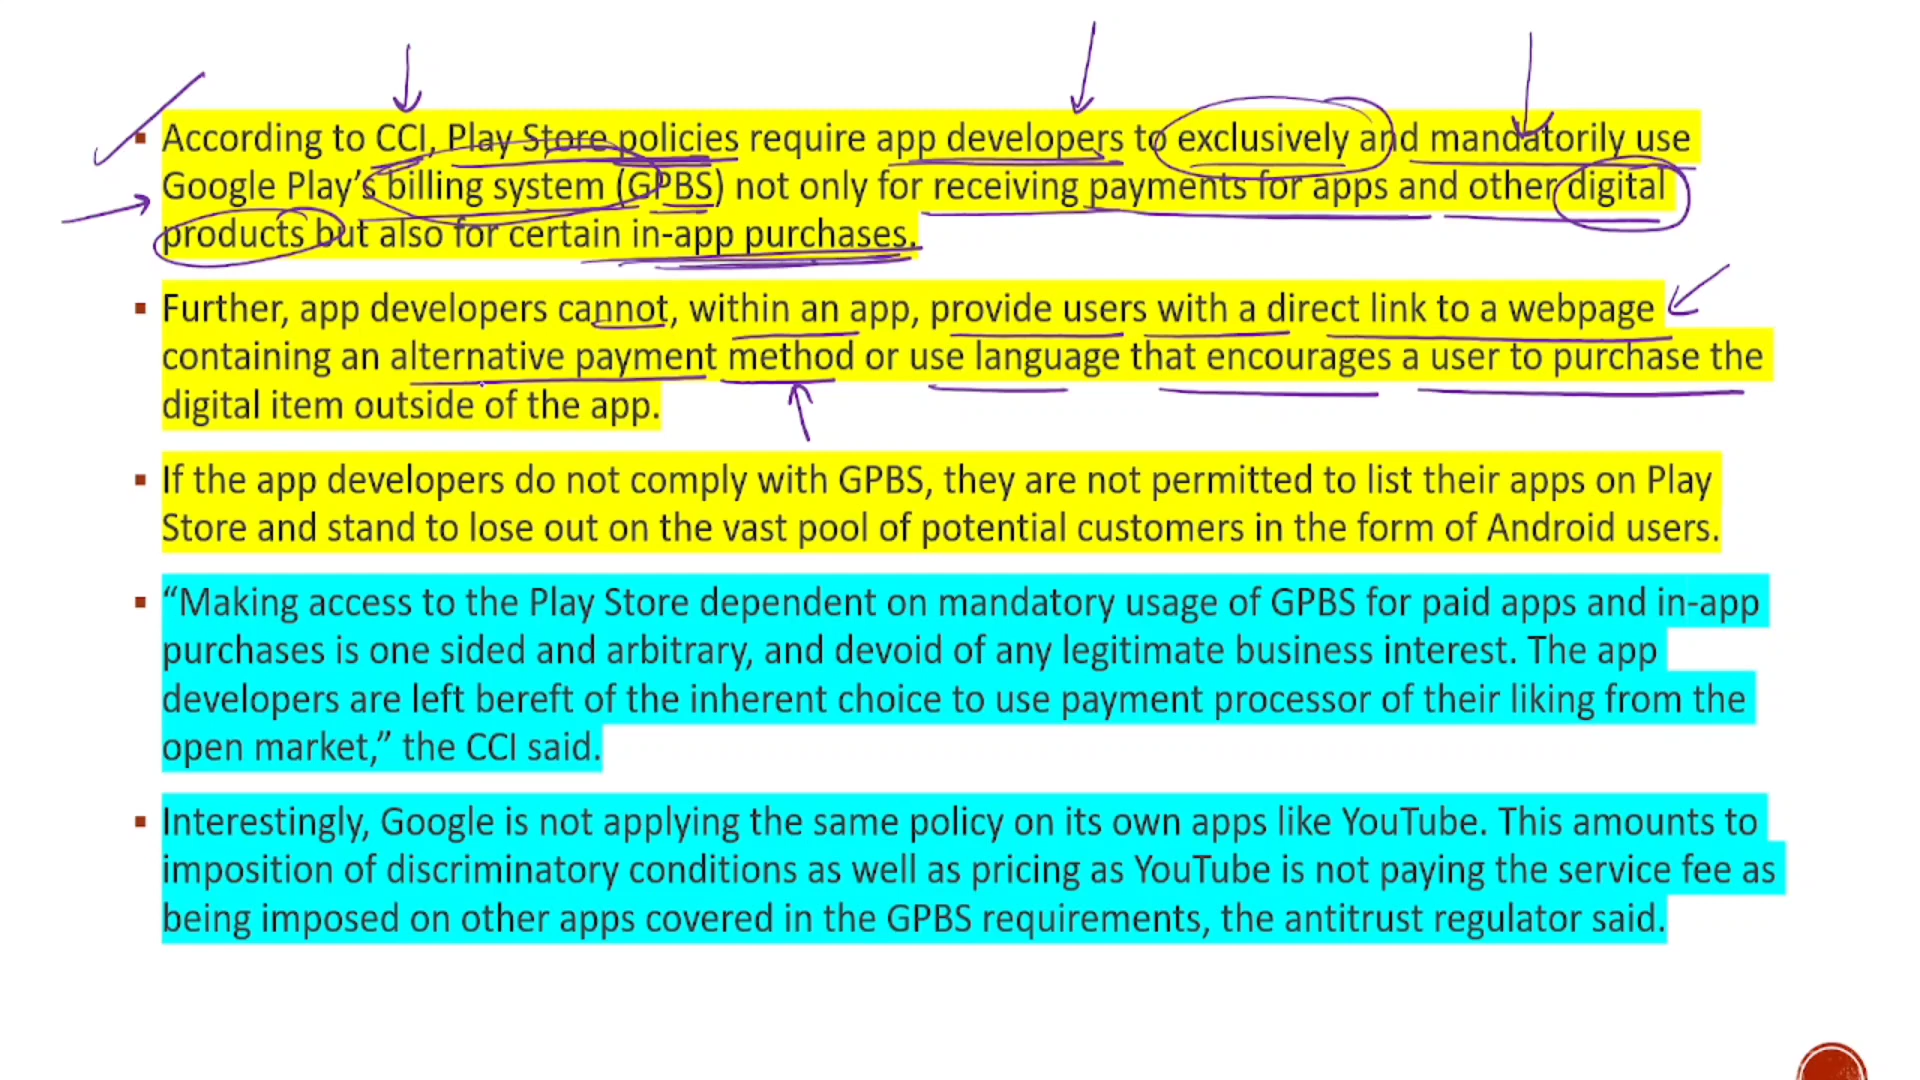 According to CCI, Play Store policies require app developers to exclusively and mandatorily use
Google Play’s billing system (GPBS) not only for receiving payments for apps and other digital
products but also for certain in-app purchases.
Further, app developers cannot, within an app, provide users with a direct link to a webpage
containing an alternative payment method or use language that encourages a user to purchase the
digital item outside of the app.
If the app developers do not comply with GPBS, they are not permitted to list their apps on Play
Store and stand to lose out on the vast pool of potential customers in the form of Android users.
“Making access to the Play Store dependent on mandatory usage of GPBS for paid apps and in-app
purchases is one sided and arbitrary, and devoid of any legitimate business interest. The app
developers are left bereft of the inherent choice to use payment processor of their liking from the
open market,” the CCI said.
Interestingly, Google is not applying the same policy on its own apps like YouTube. This amounts to
imposition of discriminatory conditions as well as pricing as YouTube is not paying the service fee as
being imposed on other apps covered in the GPBS requirements, the antitrust regulator said.